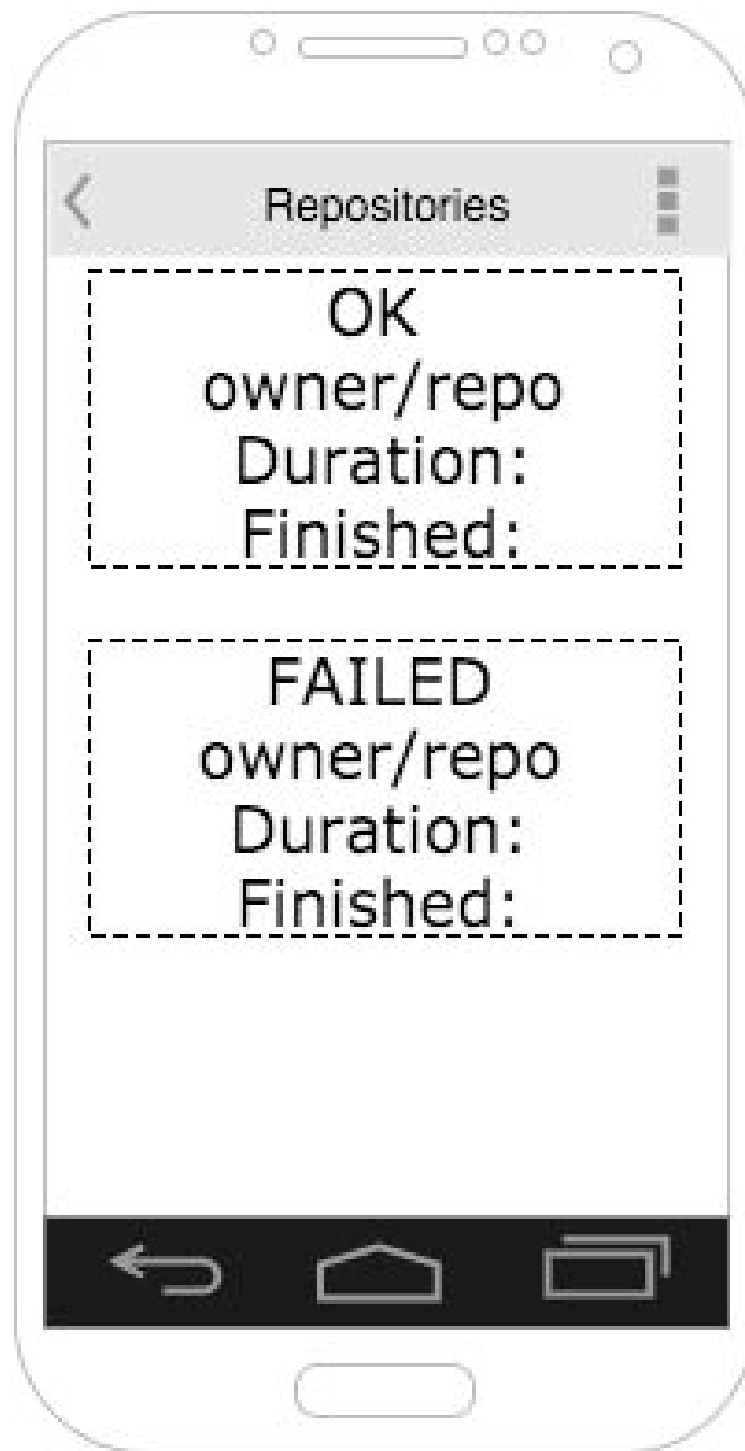 Repositories
OK
owner/repo
Duration:
Finished:
FAILED
owner/repo
Duration:
Finished: